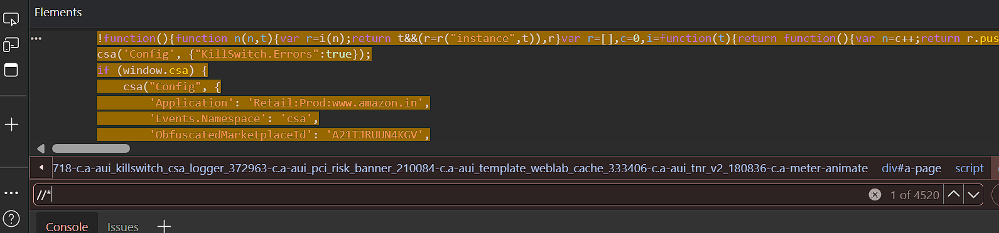 Elements
!function(){function n(n,t){var r=i(n);return t&&(r=r("instance",t)),r}var r=[],c=0,i=function(t){return function(){var n=c++;return r.pus
csa('Config', {"KillSwitch.Errors":true});
if (window.csa) {
csa("Config", {
'Application': 'Retail:Prod:www.amazon.in',
'Events.Namespace': 'csa',
'ObfuscatedMarketplaceId': 'A21TJRUUN4KGV',
718-c.a-aui_killswitch_csa_logger_372963-c.a-aui_pci_risk_banner_210084-c.a-aui_template_weblab_cache_333406-c.a-aui_tnr_v2_180836-c.a-meter-animate div#a-page script
//* 1 of 4520
Console Issues